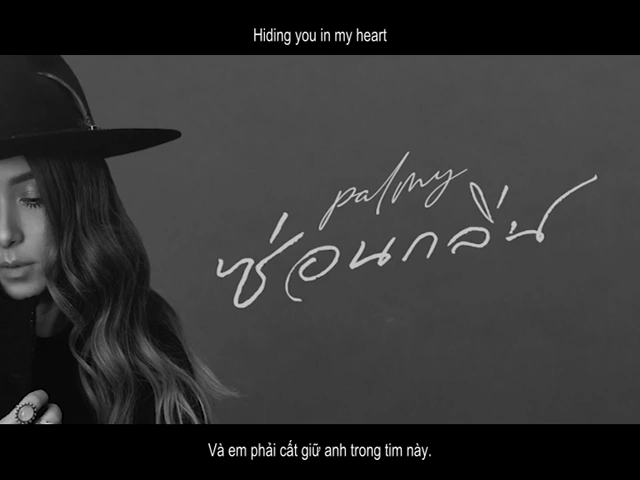 Hiding you in my heart
palmy
ซ่อนกลิ่น
Và em phải cất giữ anh trong tim này.